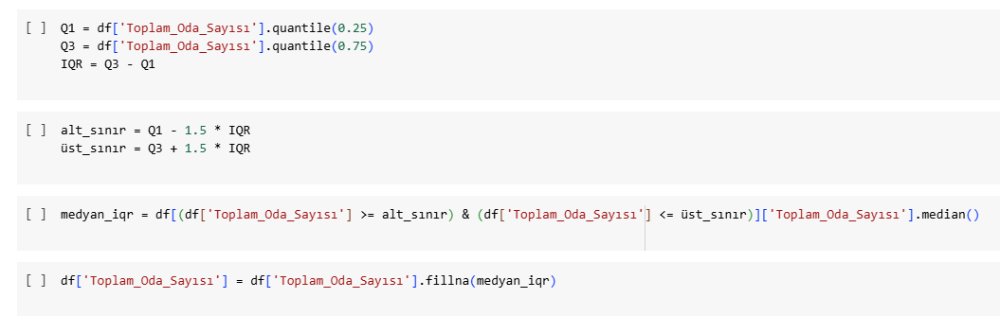 [ ] Q1 = df['Toplam_Oda_Sayısı'].quantile(0.25)
Q3 = df['Toplam_Oda_Sayısı'].quantile(0.75)
IQR = Q3 - Q1
[ ] alt_sınır = Q1 - 1.5 * IQR
üst_sınır = Q3 + 1.5 * IQR
[ ] medyan_iqr = df[(df['Toplam_Oda_Sayısı'] >= alt_sınır) & (df['Toplam_Oda_Sayısı'] <= üst_sınır)]['Toplam_Oda_Sayısı'].median()
[ ] df['Toplam_Oda_Sayısı'] = df['Toplam_Oda_Sayısı'].fillna(medyan_iqr)